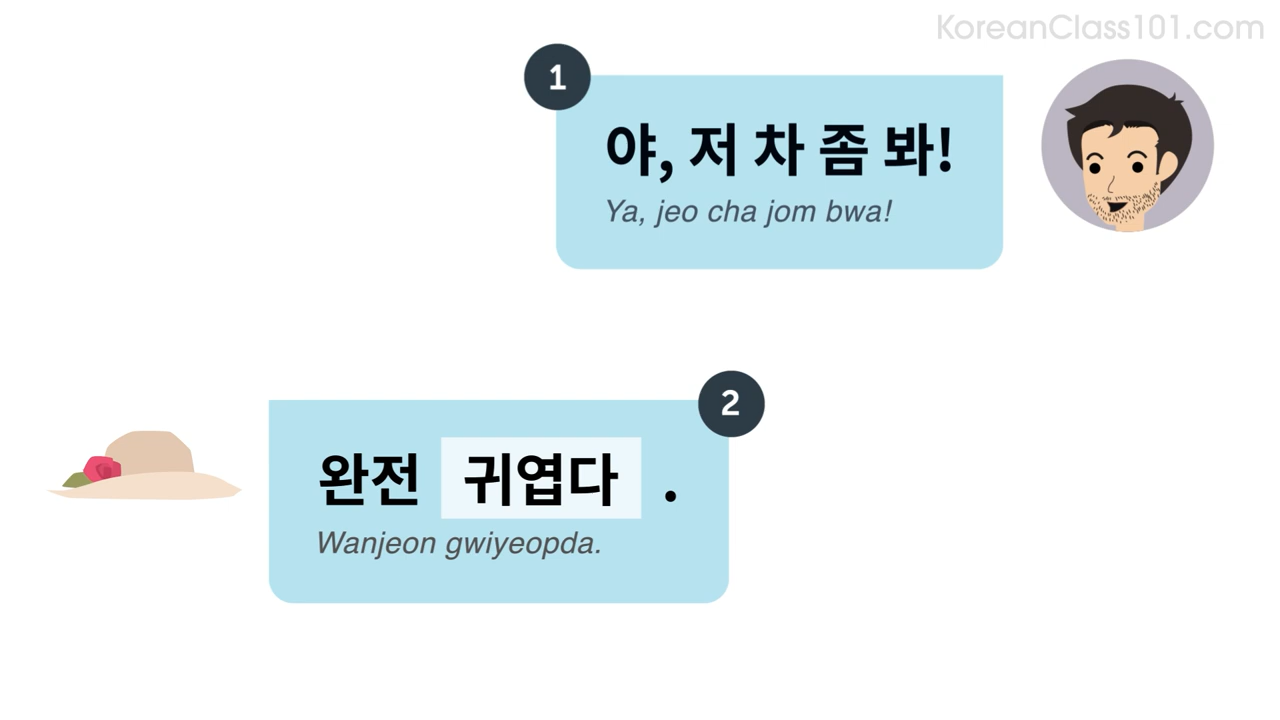 KoreanClass101.com
1
야, 저 차 좀 봐!
Ya, jeo cha jom bwa!
2
완전 귀엽다 .
Wanjeon gwiyeopda.